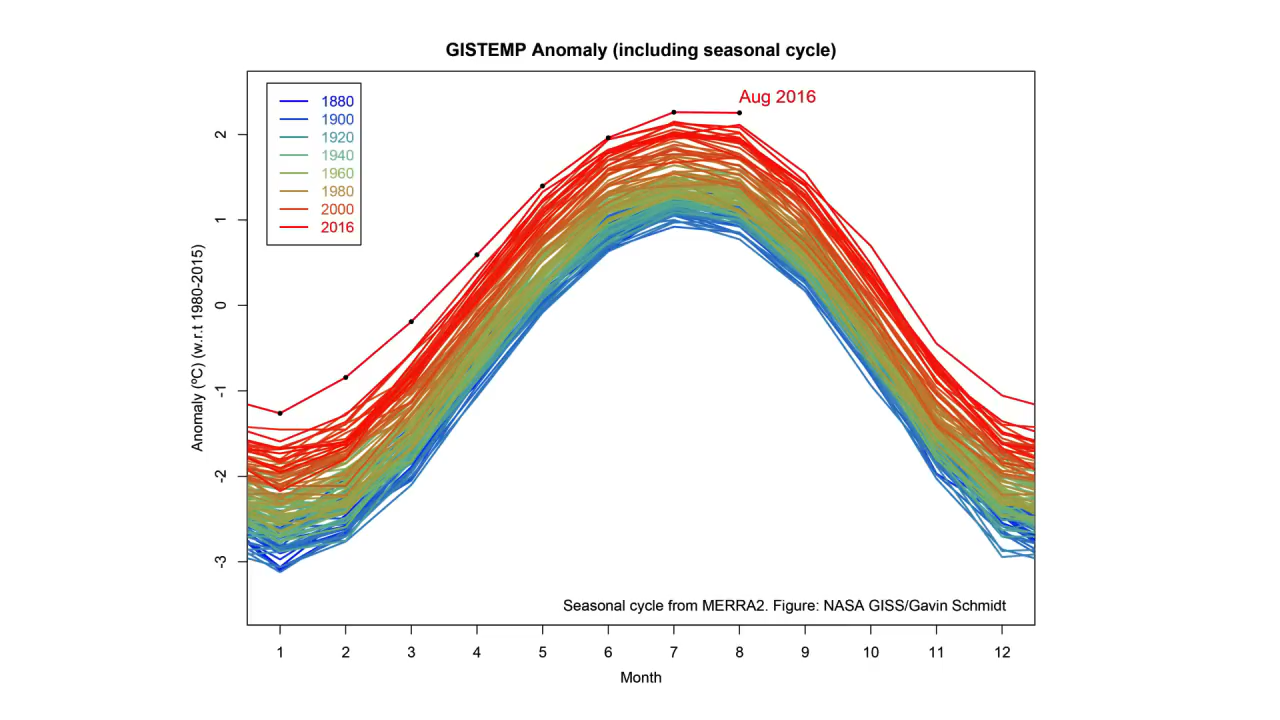 GISTEMP Anomaly (including seasonal cycle)
Aug 2016
1880
1900
1920
1940
1960
1980
2000
2016
Anomaly (ºC) (w.r.t 1980-2015)
2
1
0
-1
-2
-3
Seasonal cycle from MERRA2. Figure: NASA GISS/Gavin Schmidt
1 2 3 4 5 6 7 8 9 10 11 12
Month